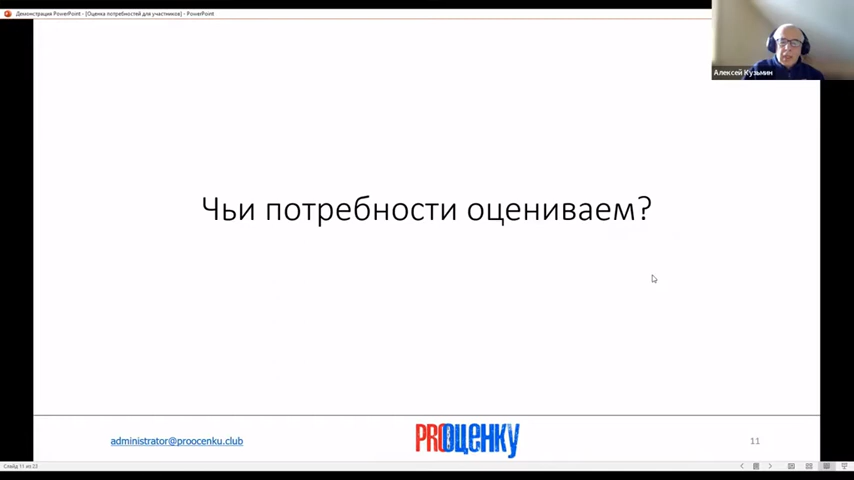 Демонстрация PowerPoint - [Оценка потребностей для участников] - PowerPoint
Алексей Кузьмин
Чьи потребности оцениваем?
administrator@proocenku.club
PROОЦЕНКУ
11
Слайд 11 из 23